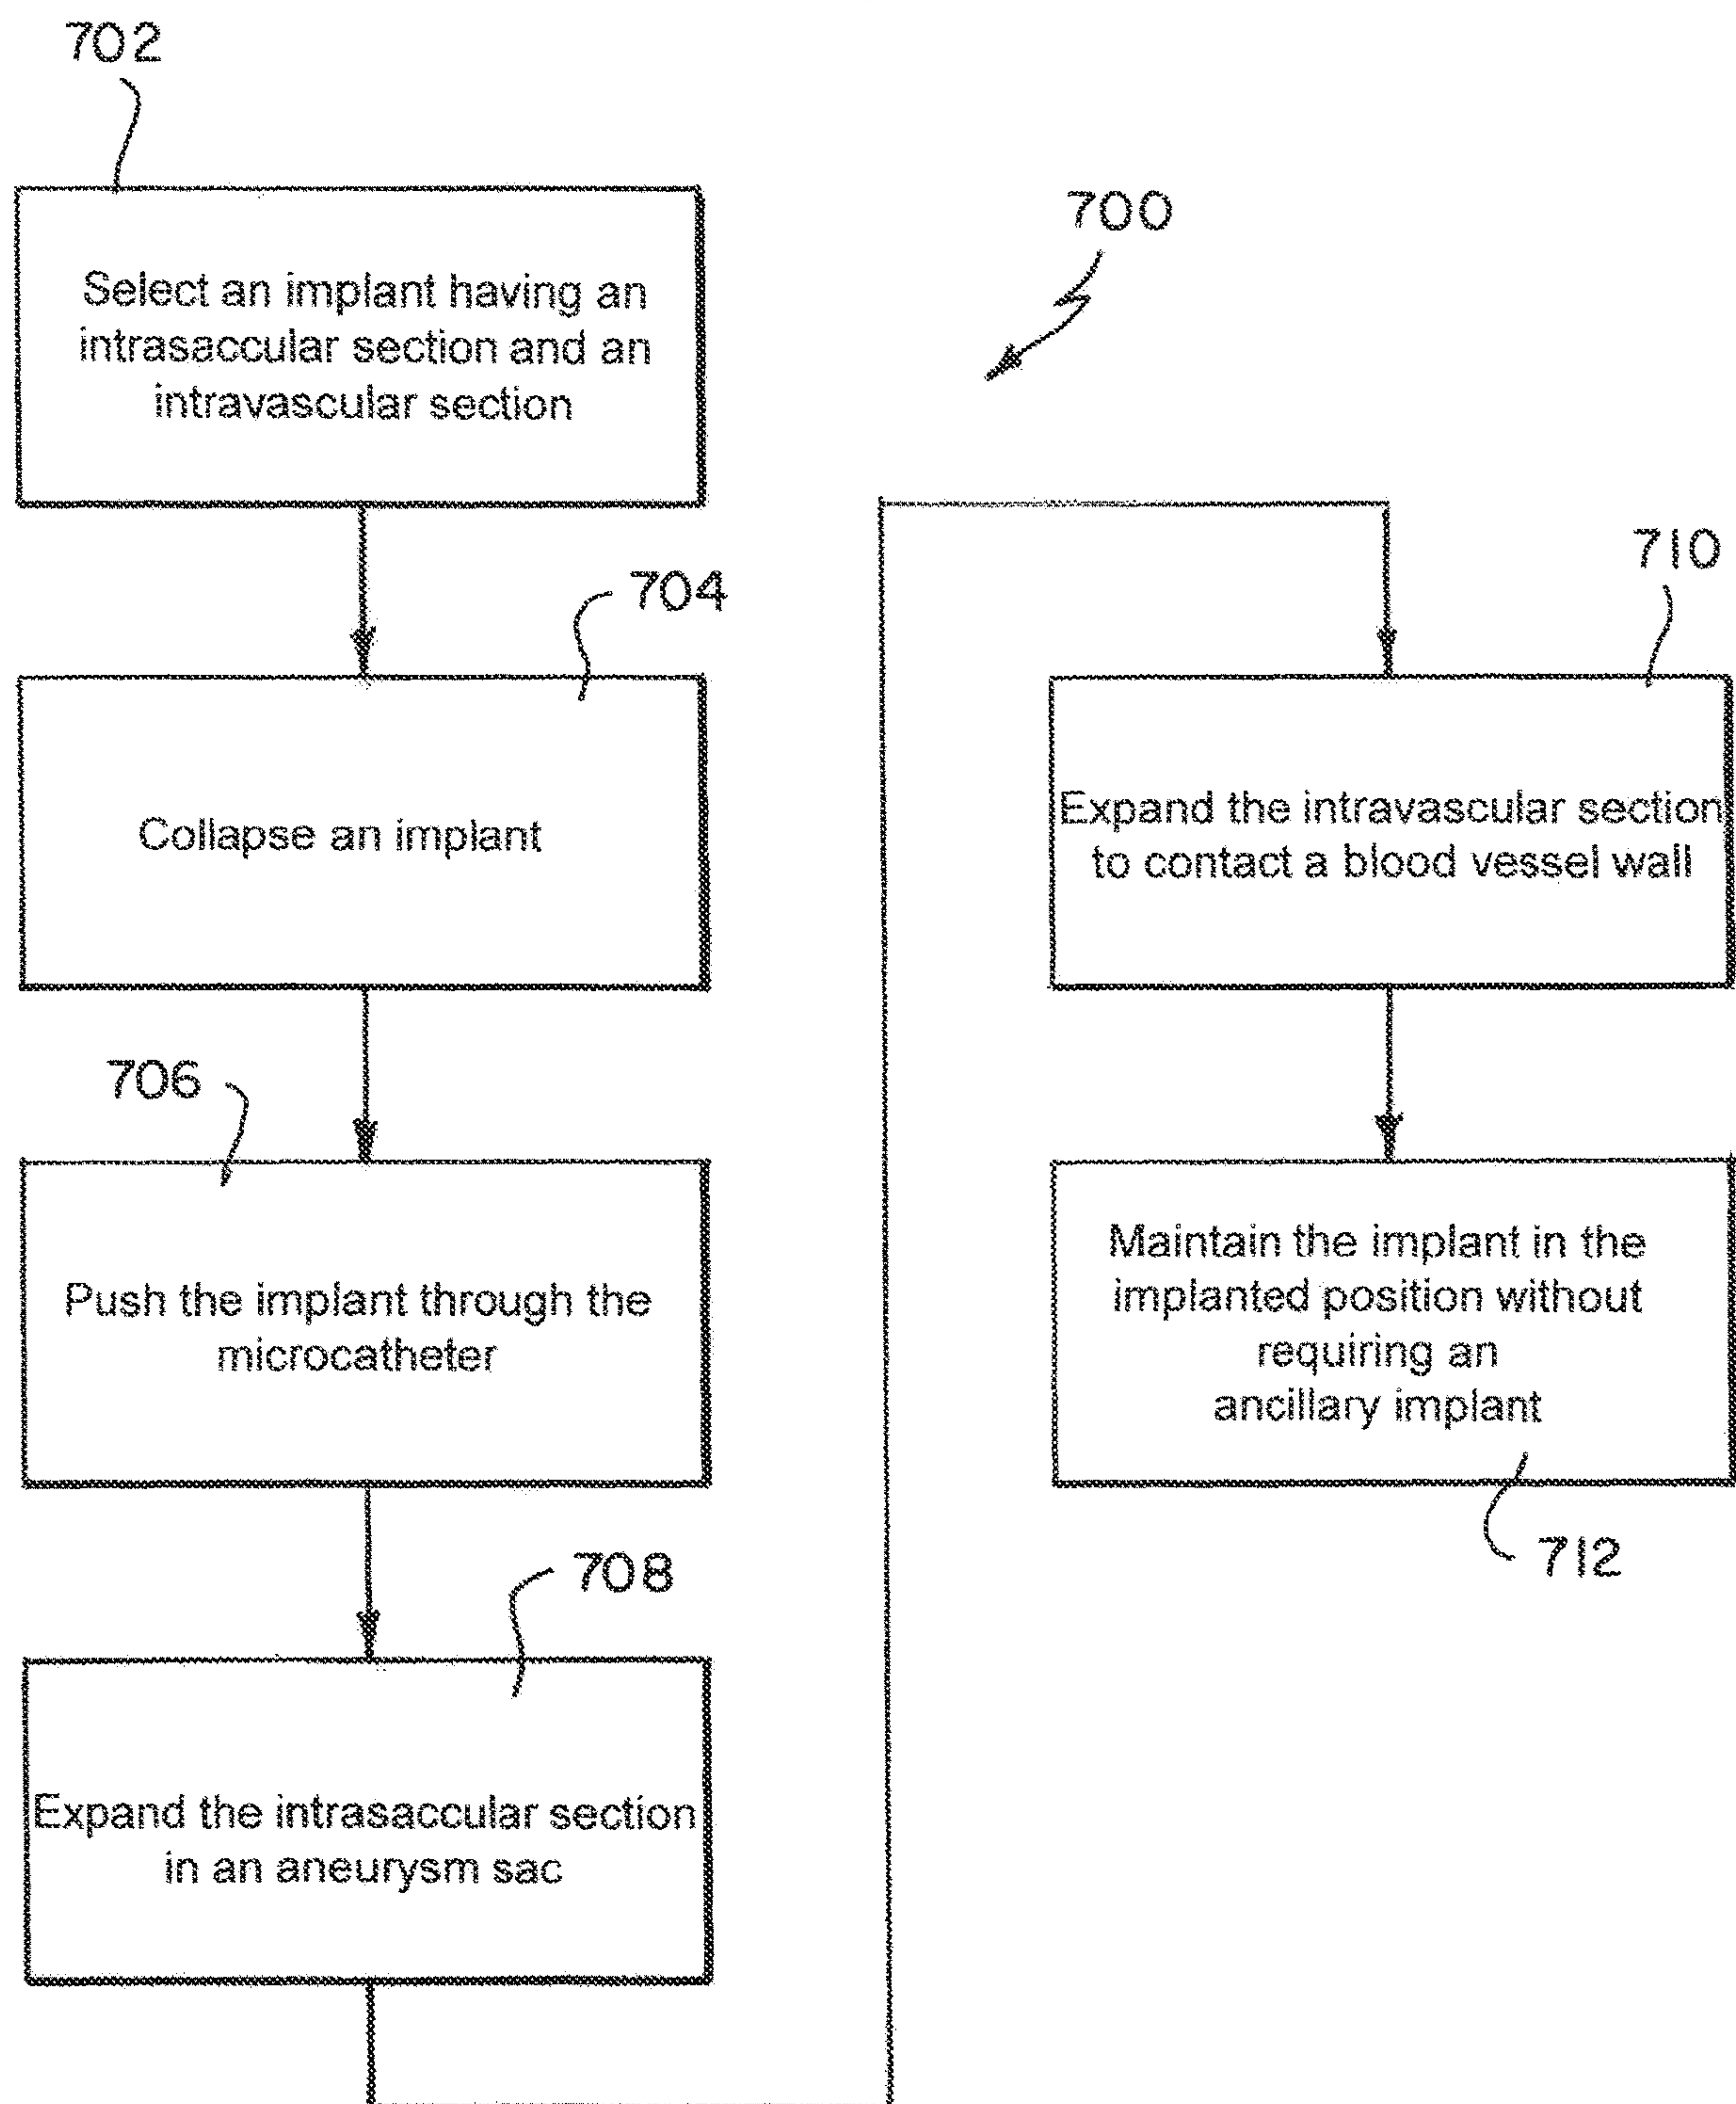 702
Select an implant having an
intrasaccular section and an
intravascular section
700
704
Collapse an implant
706
Push the implant through the
microcatheter
708
Expand the intrasaccular section
in an aneurysm sac
710
Expand the intravascular section
to contact a blood vessel wall
Maintain the implant in the
implanted position without
requiring an
ancillary implant
712